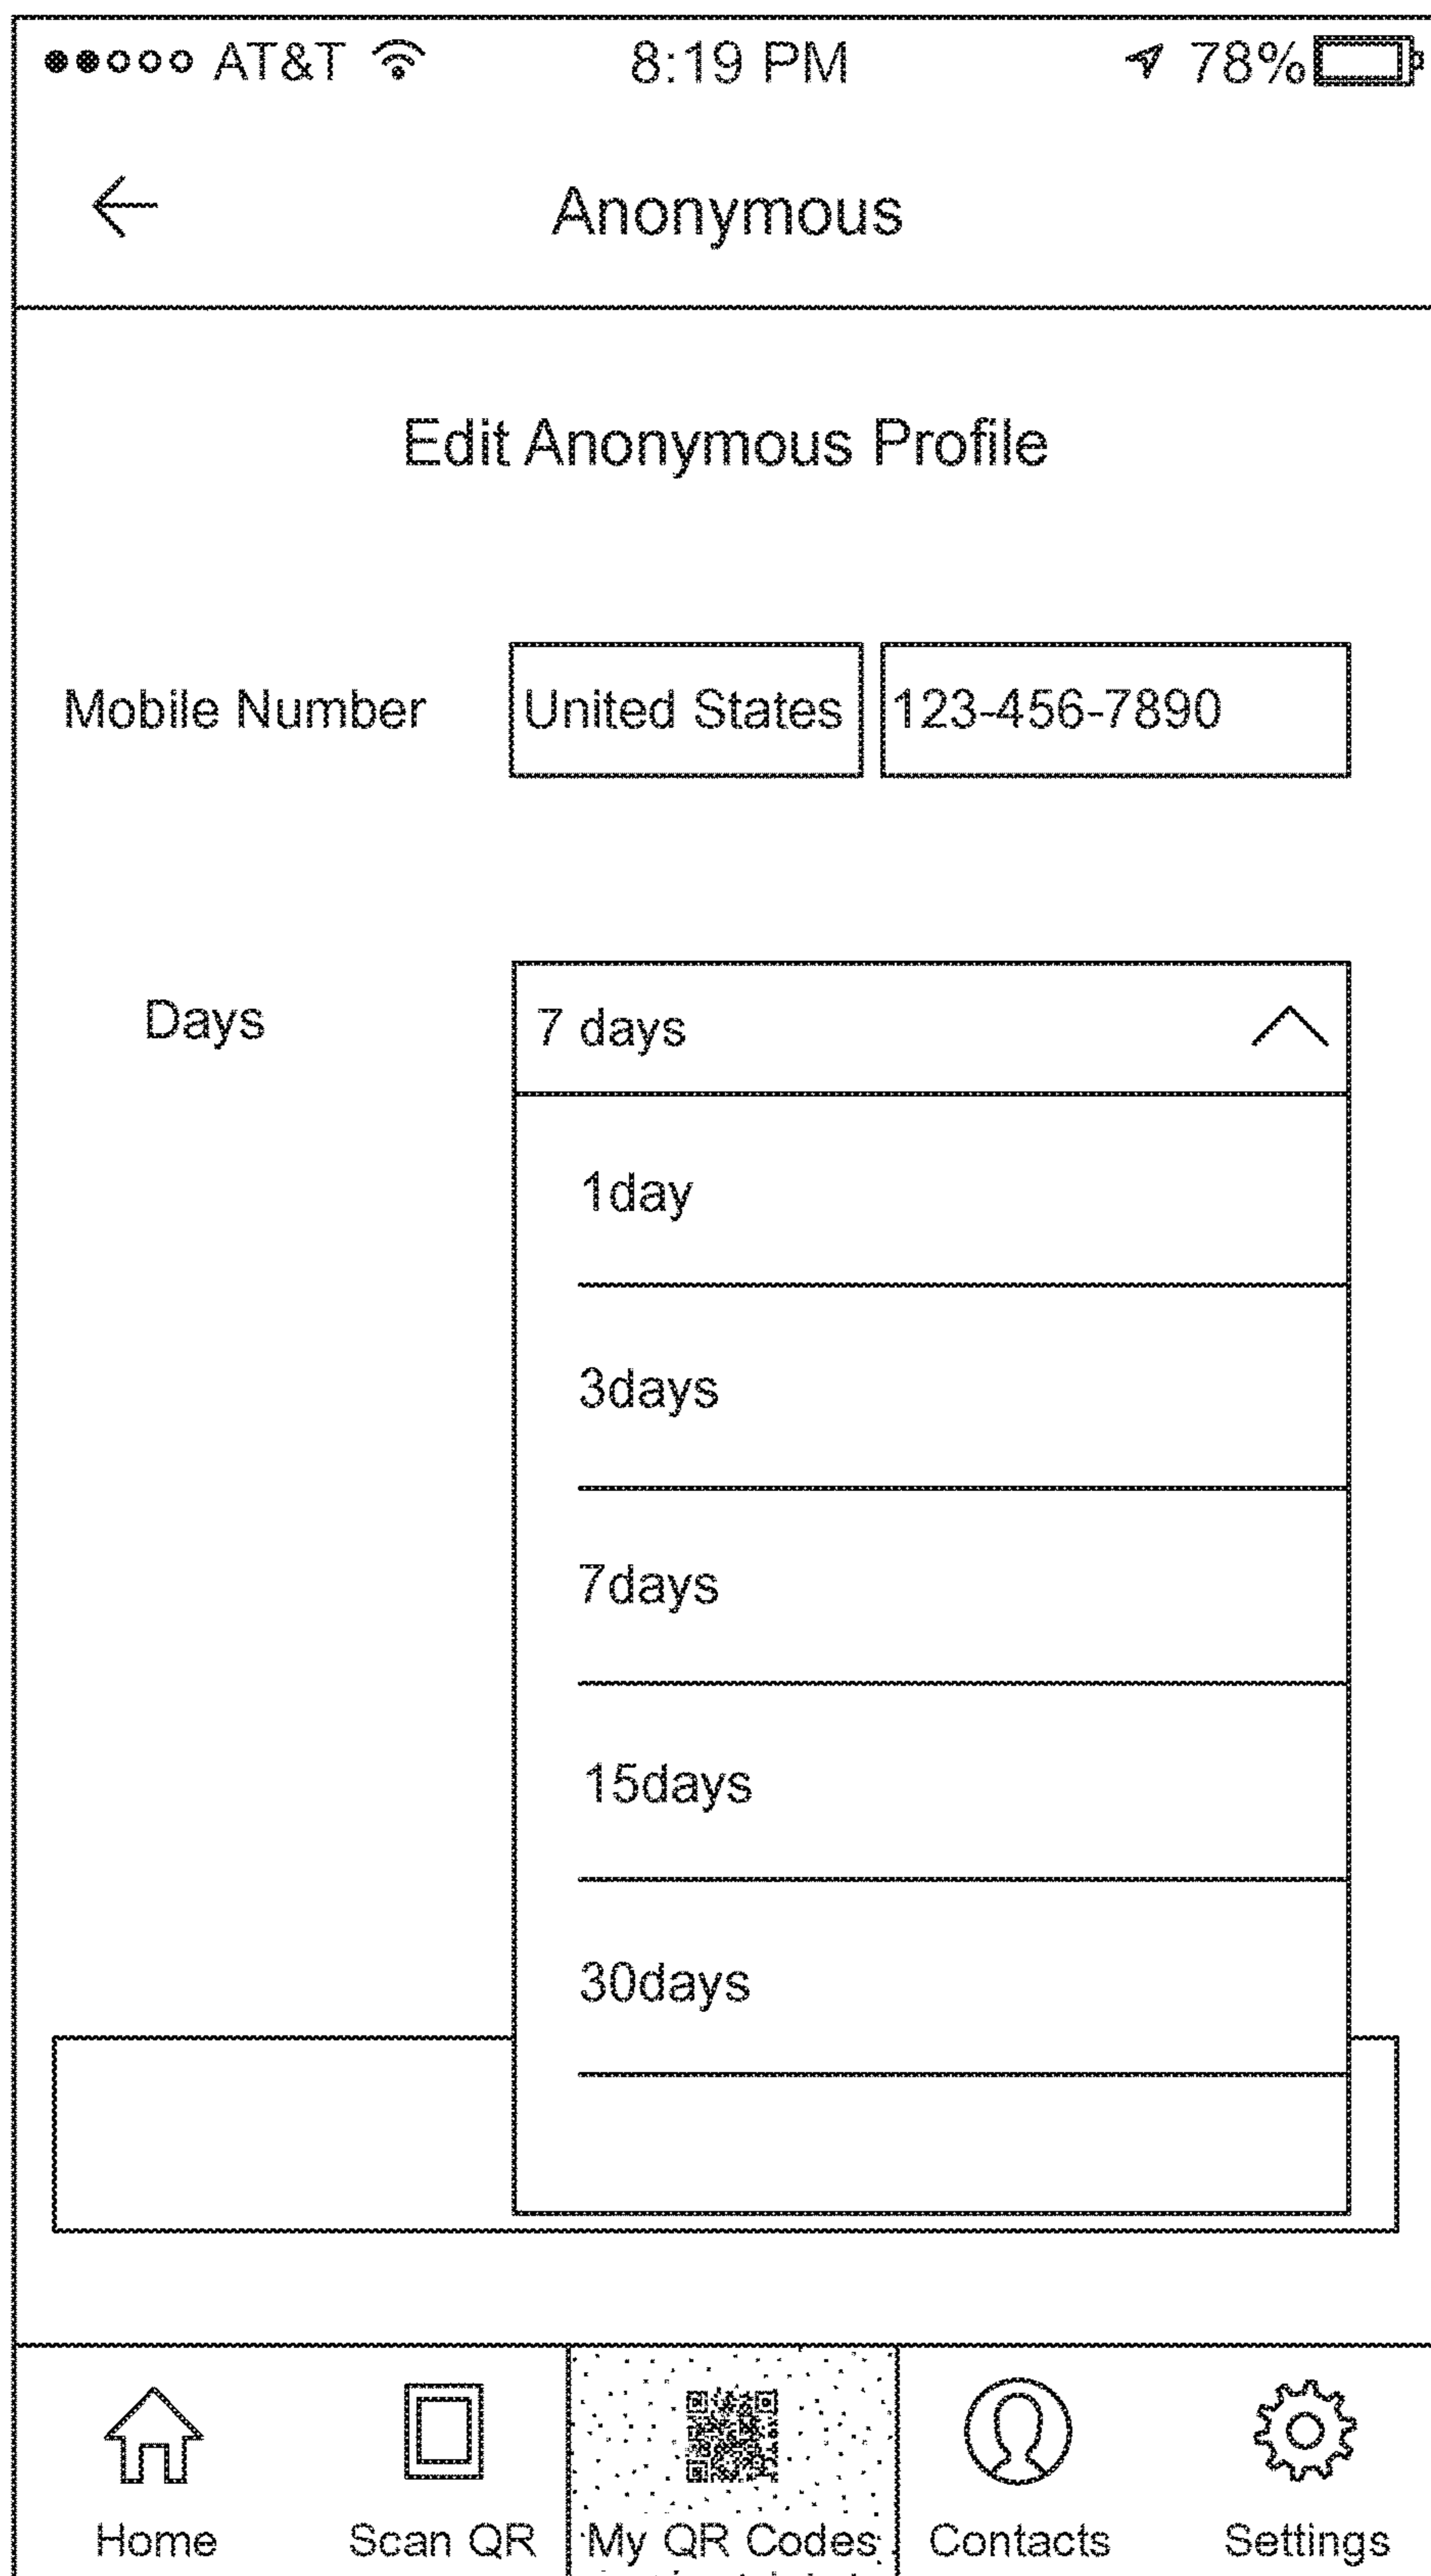 AT&T 8:19 PM 78%
Anonymous
Edit Anonymous Profile
Mobile Number United States 123-456-7890
Days 7 days
1day
3days
7days
15days
30days
Home Scan QR My QR Codes Contacts Settings